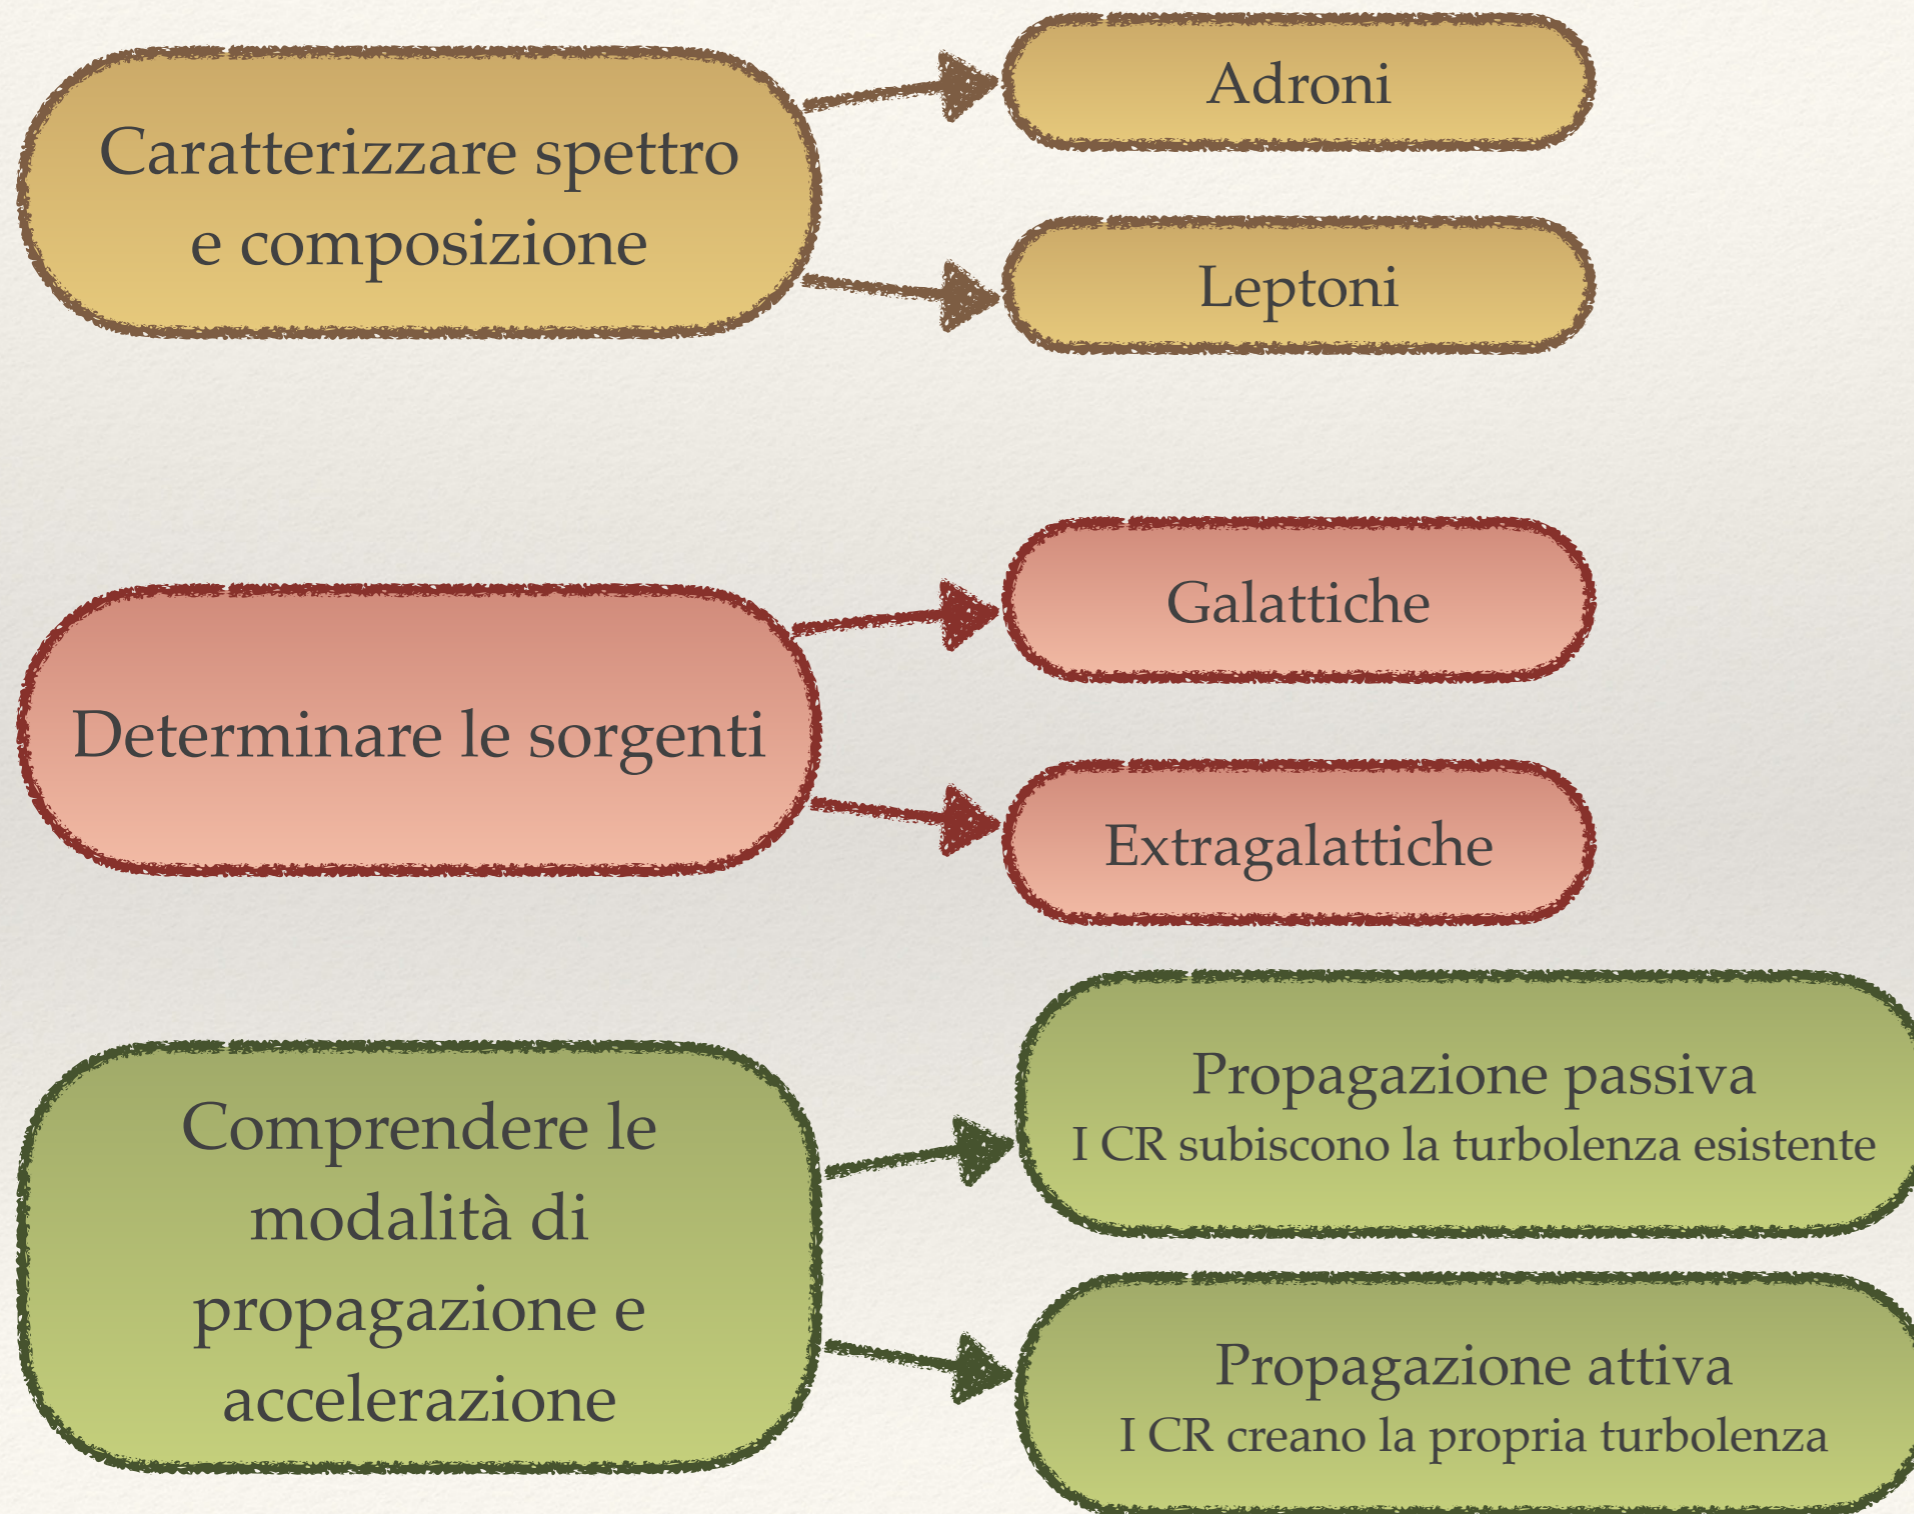 Caratterizzare spettro
e composizione
Adroni
Leptoni
Determinare le sorgenti
Galattiche
Extragalattiche
Comprendere le
modalità di
propagazione e
accelerazione
Propagazione passiva
I CR subiscono la turbolenza esistente
Propagazione attiva
I CR creano la propria turbolenza